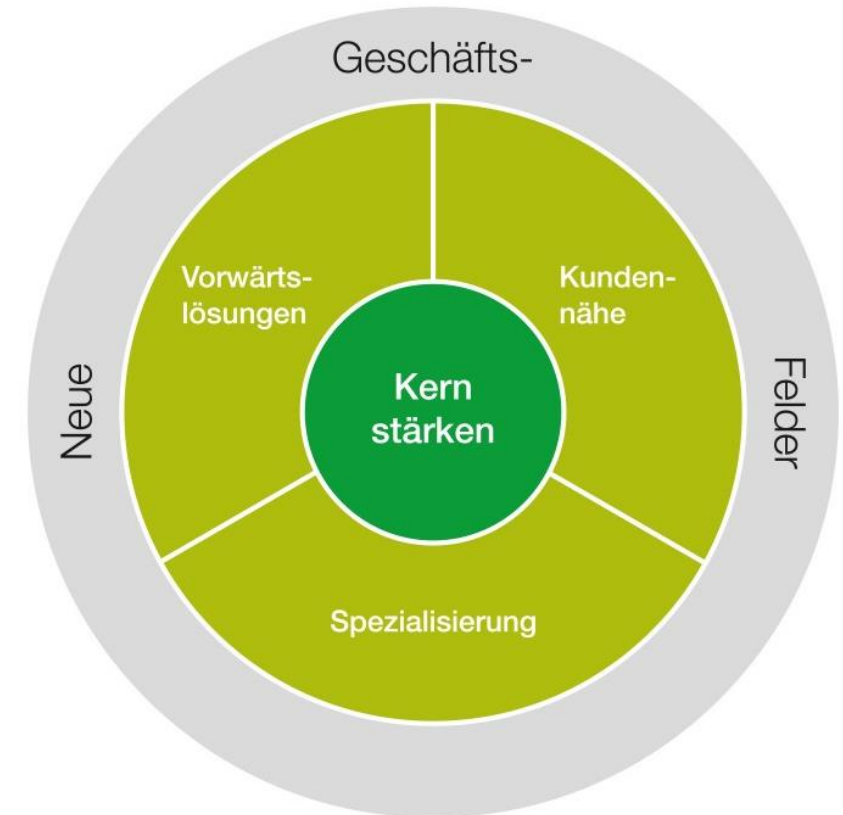 Neue
Geschäfts-
Felder
Vorwärts-
lösungen
Kunden-
nähe
Kern
stärken
Spezialisierung